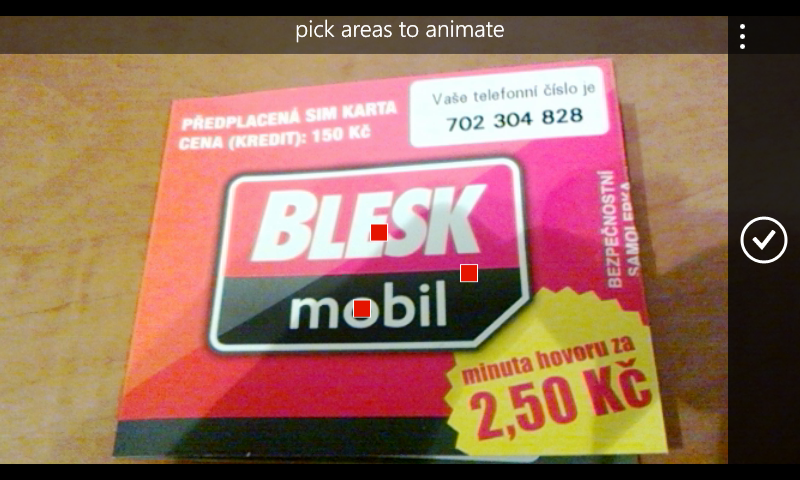 pick areas to animate
PŘEDPLACENÁ SIM KARTA
CENA (KREDIT): 150 Kč
Vaše telefonní číslo je
702 304 828
BLESK
mobil
BEZPEČNOSTNÍ
SAMOLEPKA
minuta hovoru za
2,50 Kč